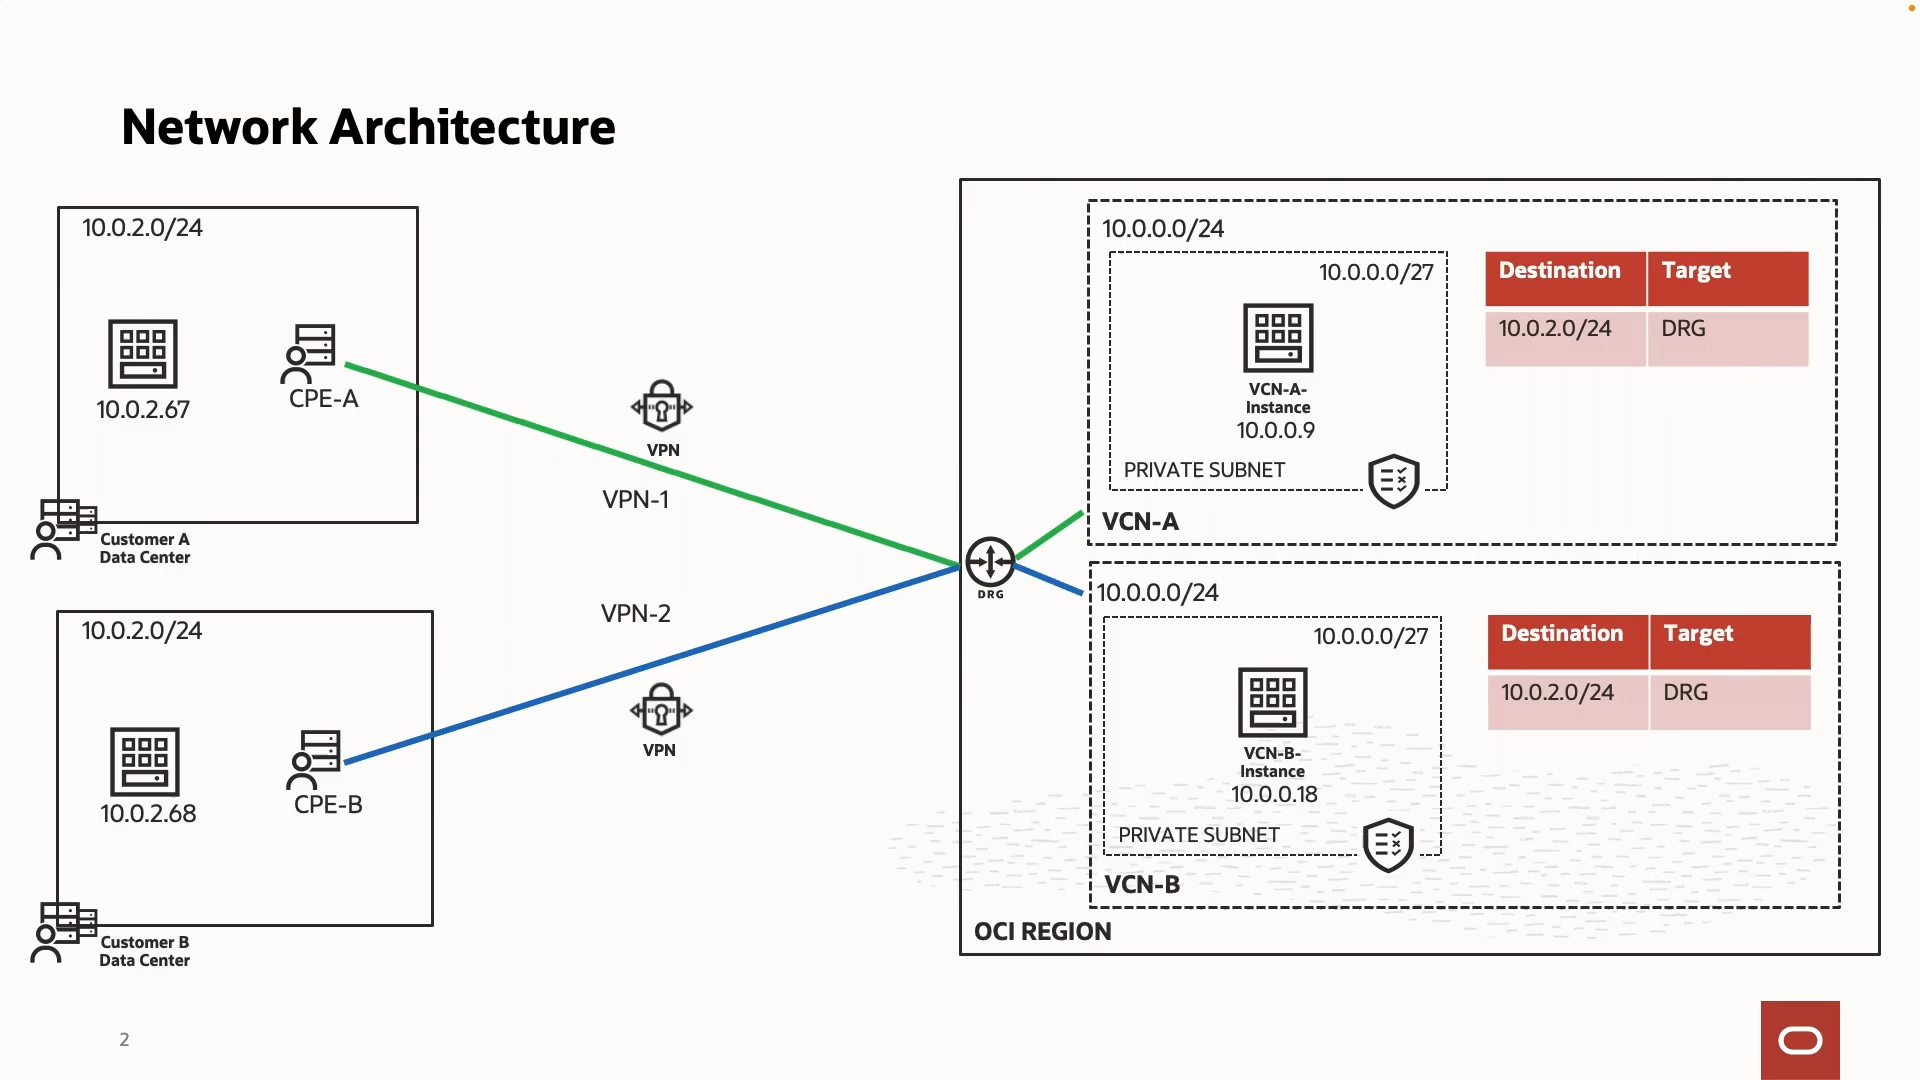 Network Architecture
10.0.2.0/24
10.0.2.67
CPE-A
Customer A
Data Center
VPN
VPN-1
10.0.2.0/24
10.0.2.68
CPE-B
Customer B
Data Center
VPN-2
VPN
DRG
10.0.0.0/24
10.0.0.0/27
VCN-A-
Instance
10.0.0.9
PRIVATE SUBNET
VCN-A
Destination Target
10.0.2.0/24 DRG
10.0.0.0/24
10.0.0.0/27
VCN-B-
Instance
10.0.0.18
PRIVATE SUBNET
VCN-B
Destination Target
10.0.2.0/24 DRG
OCI REGION
2